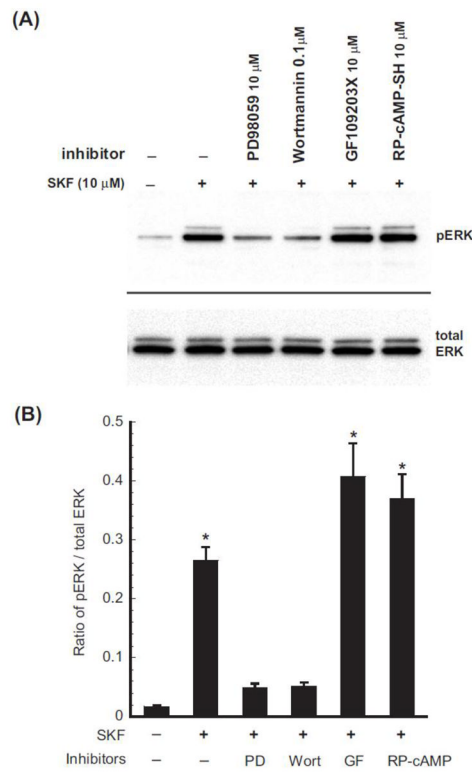 (A)
PD98059 10 µM
Wortmannin 0.1µM
GF109203X 10 µM
RP-cAMP-SH 10 µM
inhibitor – –
SKF (10 µM) – + + + + +
pERK
total
ERK
(B)
Ratio of pERK / total ERK
0.5
0.4
0.3
0.2
0.1
0
* * *
SKF – + + + + +
Inhibitors – – PD Wort GF RP-cAMP